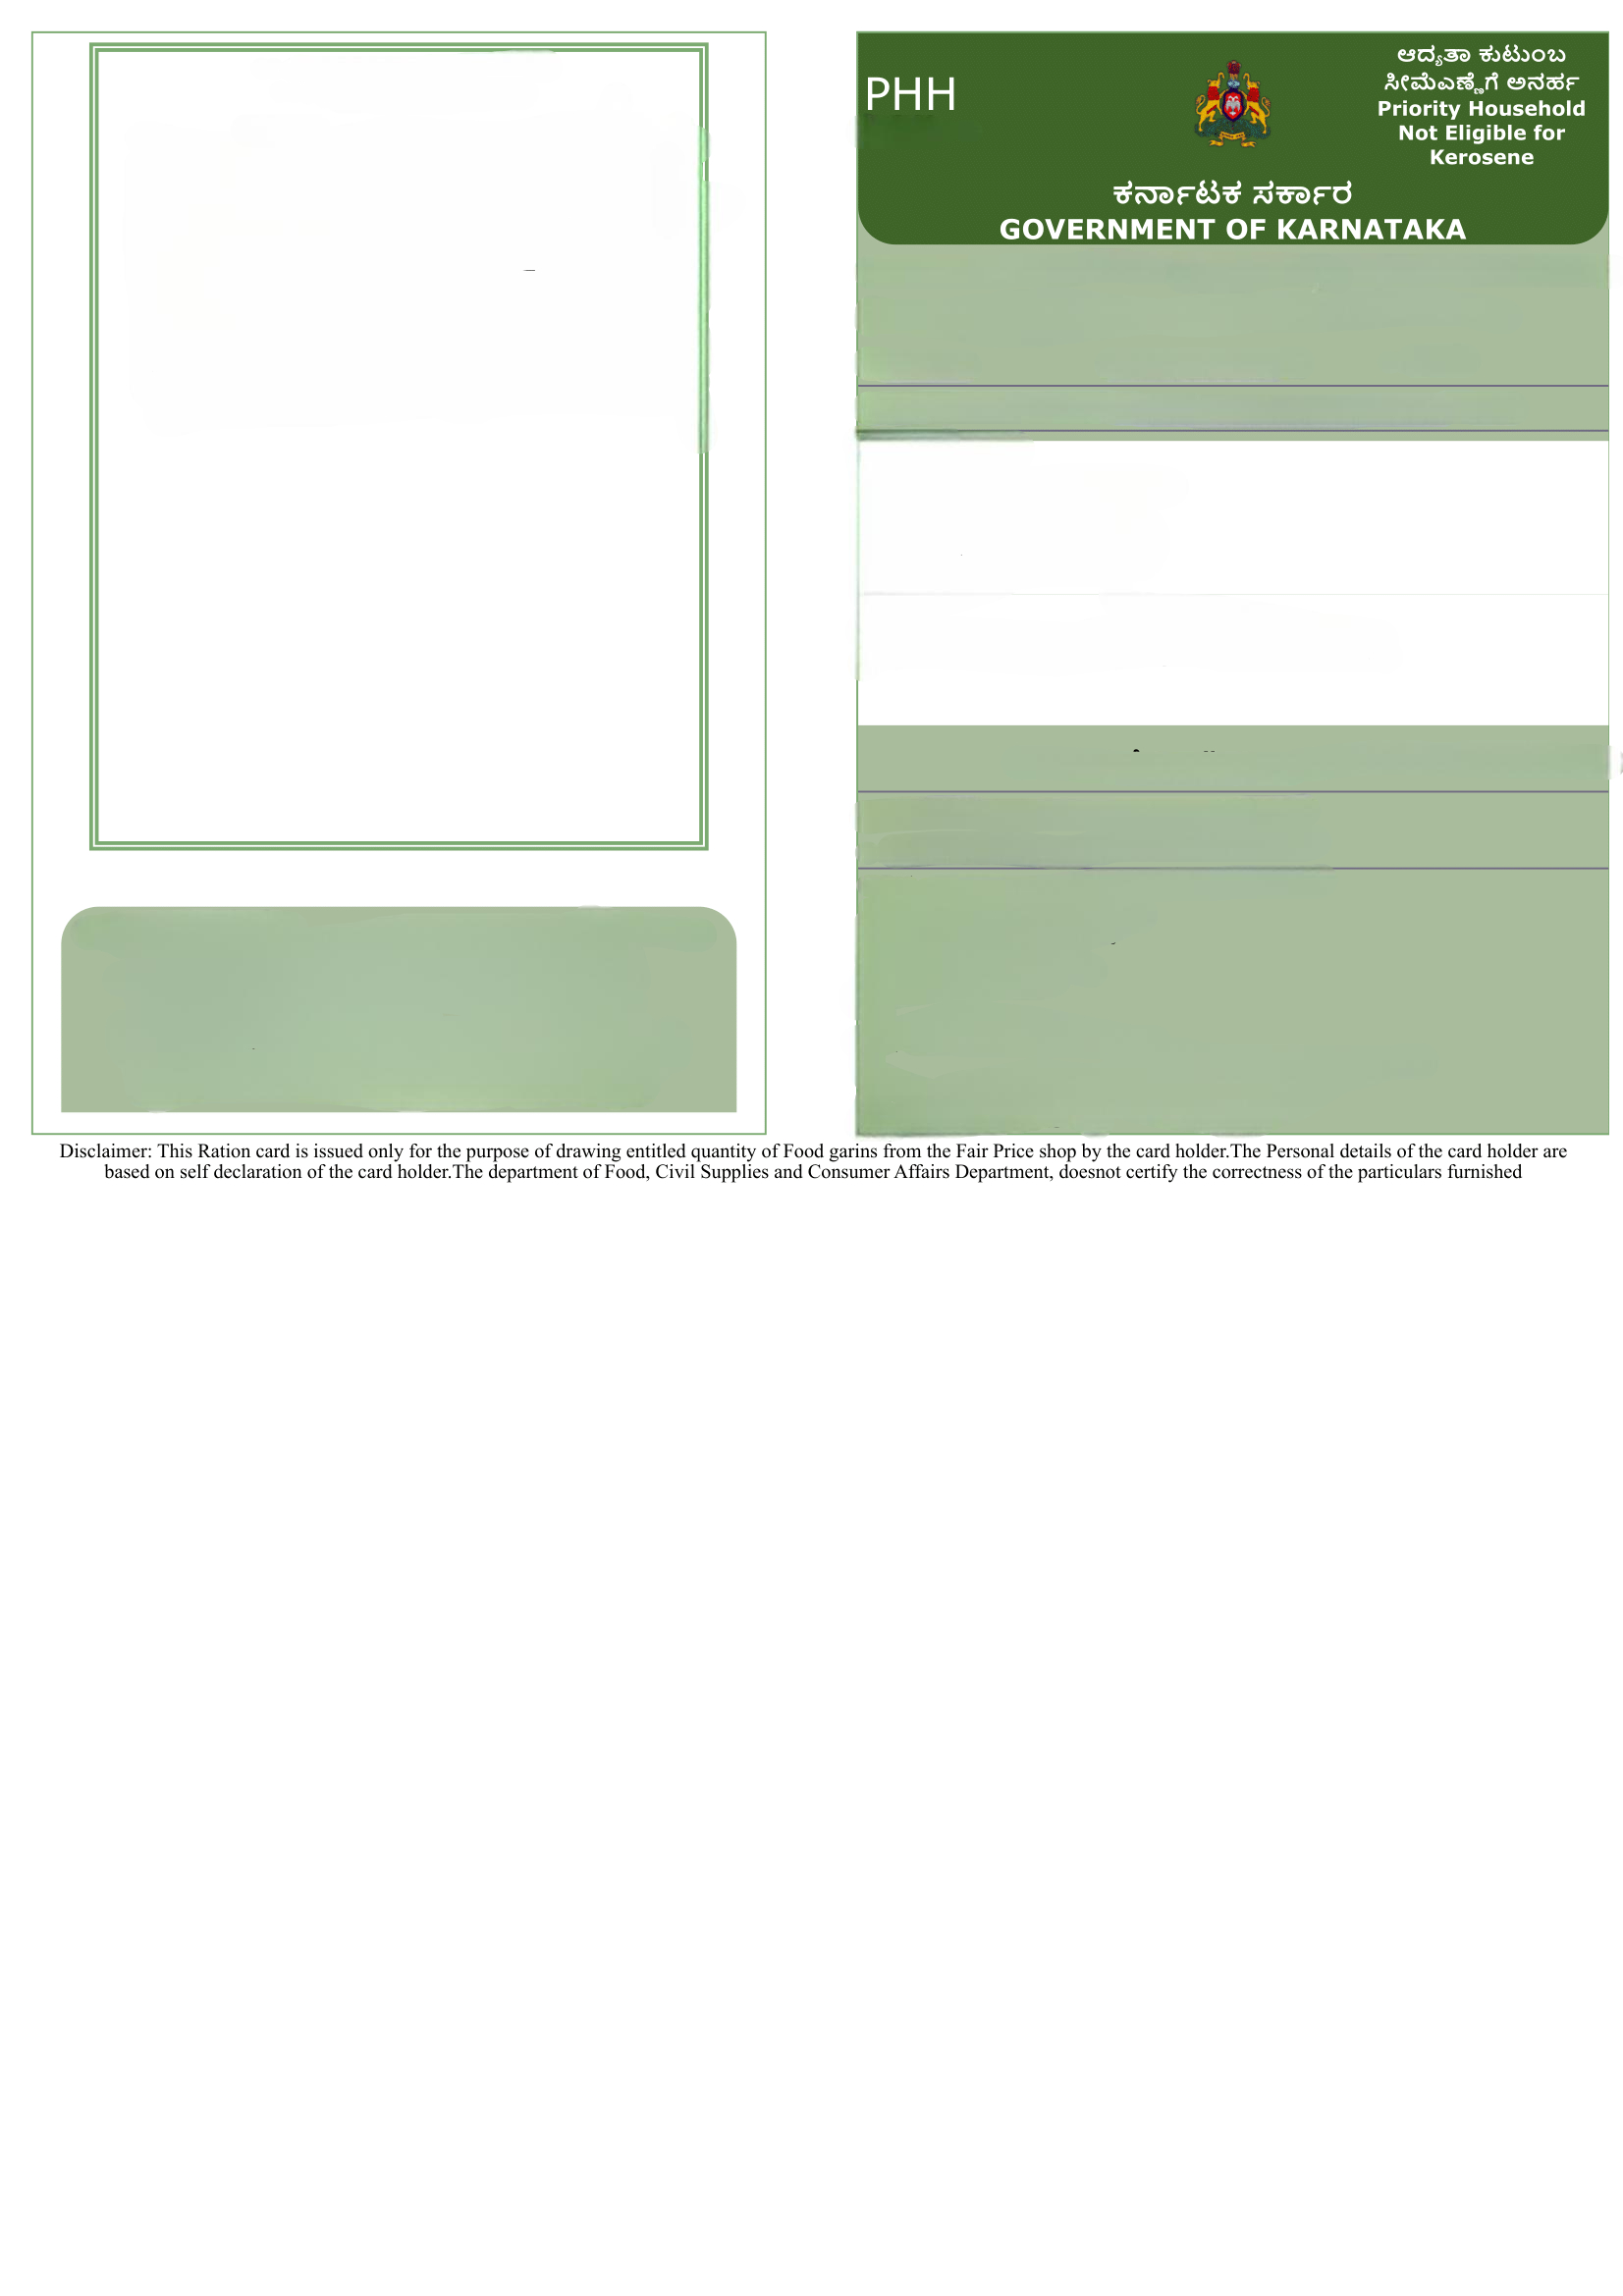 PHH
ಆದ್ಯತಾ ಕುಟುಂಬ
ಸೀಮೆಎಣ್ಣೆಗೆ ಅನರ್ಹ
Priority Household
Not Eligible for
Kerosene
ಕರ್ನಾಟಕ ಸರ್ಕಾರ
GOVERNMENT OF KARNATAKA
Disclaimer: This Ration card is issued only for the purpose of drawing entitled quantity of Food garins from the Fair Price shop by the card holder.The Personal details of the card holder are
based on self declaration of the card holder.The department of Food, Civil Supplies and Consumer Affairs Department, doesnot certify the correctness of the particulars furnished